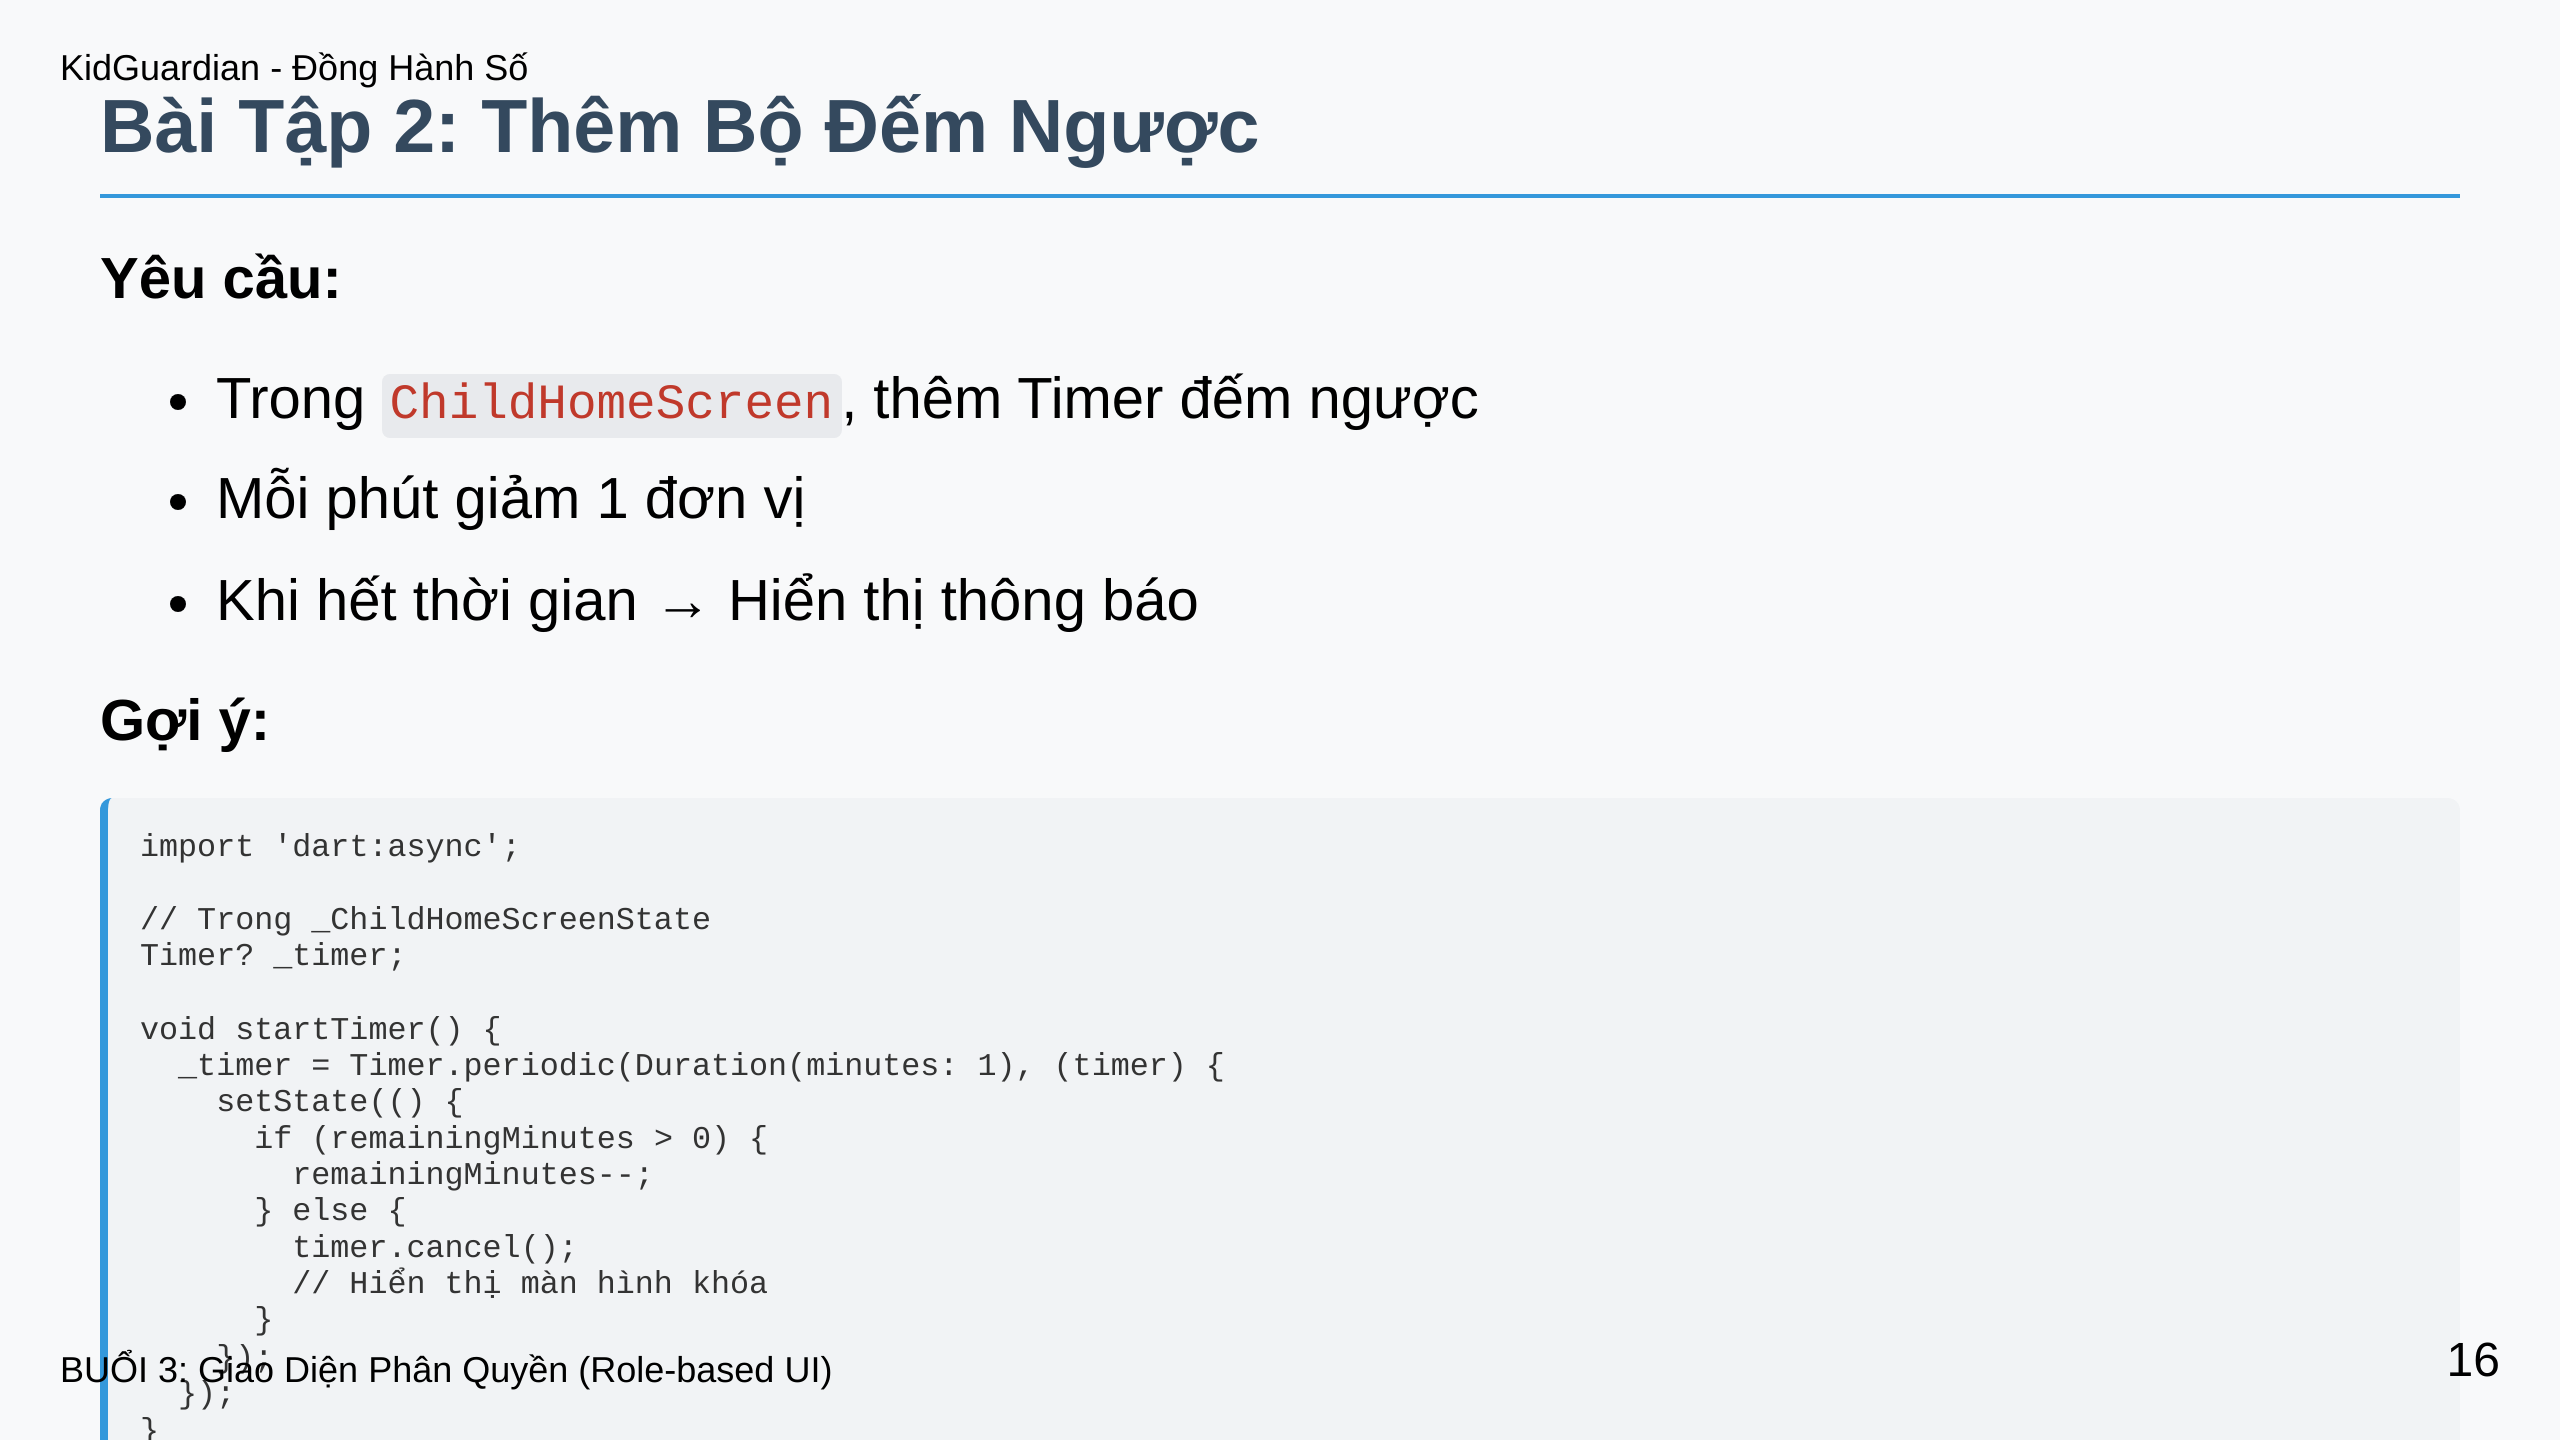 KidGuardian - Đồng Hành Số
Bài Tập 2: Thêm Bộ Đếm Ngược
Yêu cầu:
• Trong ChildHomeScreen, thêm Timer đếm ngược
• Mỗi phút giảm 1 đơn vị
• Khi hết thời gian → Hiển thị thông báo
Gợi ý:
import 'dart:async';

// Trong _ChildHomeScreenState
Timer? _timer;

void startTimer() {
  _timer = Timer.periodic(Duration(minutes: 1), (timer) {
    setState(() {
      if (remainingMinutes > 0) {
        remainingMinutes--;
      } else {
        timer.cancel();
        // Hiển thị màn hình khóa
      }
    });
  });
}
BUỔI 3: Giao Diện Phân Quyền (Role-based UI)
16